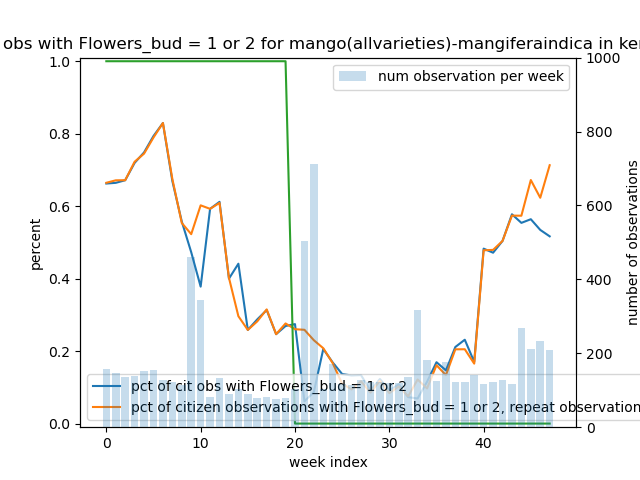 obs with Flowers_bud = 1 or 2 for mango(allvarieties)-mangiferaindica in ke
1.0
0.8
0.6
0.4
0.2
0.0
percent
1000
800
600
400
200
0
number of observations
num observation per week
pct of cit obs with Flowers_bud = 1 or 2
pct of citizen observations with Flowers_bud = 1 or 2, repeat observation
0
10
20
30
40
week index